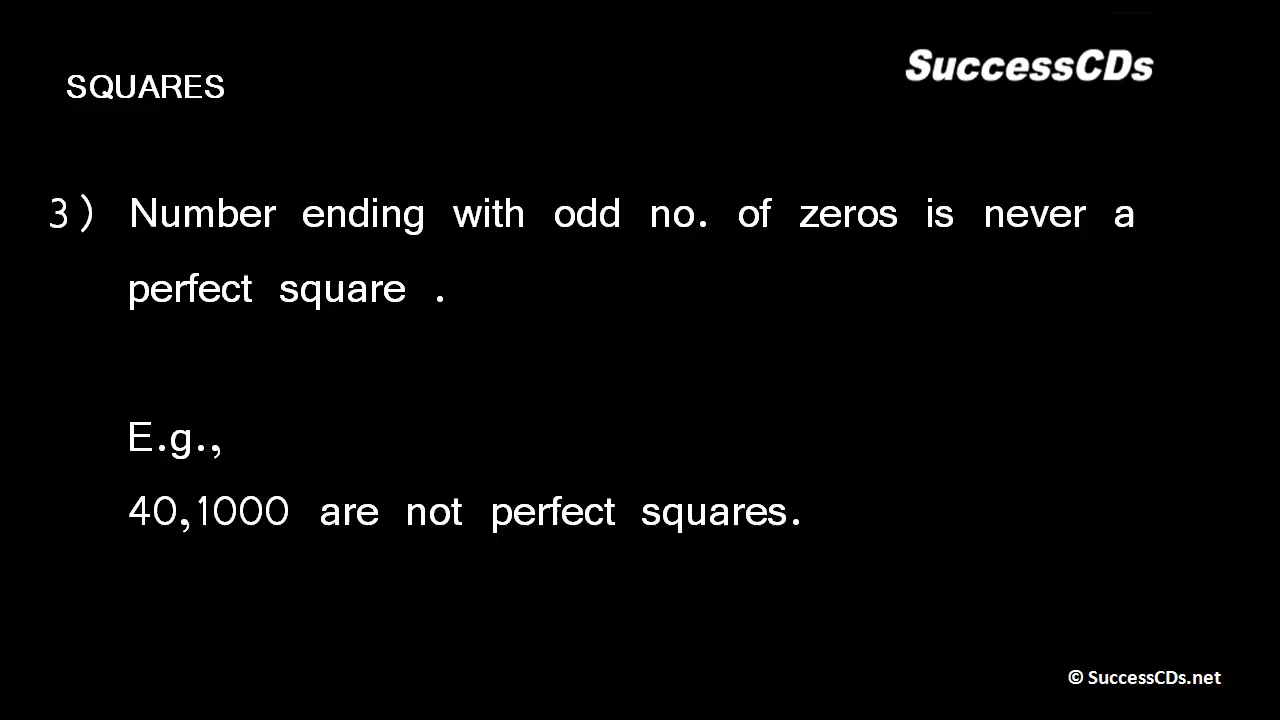 SuccessCDs
SQUARES
3) Number ending with odd no. of zeros is never a
perfect square .
E.g.,
40,1000 are not perfect squares.
© SuccessCDs.net